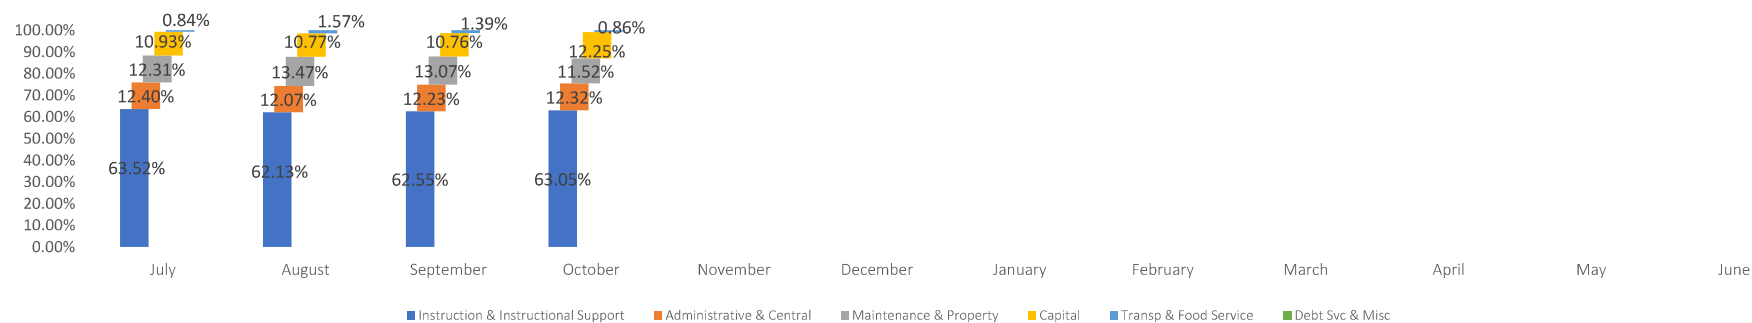 0.84% 1.57% 1.39% 0.86%
100.00%
10.93% 10.77% 10.76% 12.25%
90.00%
12.31% 13.47% 13.07% 11.52%
80.00%
70.00%
12.40% 12.07% 12.23% 12.32%
60.00%
50.00%
40.00%
63.52% 62.13% 62.55% 63.05%
30.00%
20.00%
10.00%
0.00%
July August September October November December January February March April May June
Instruction & Instructional Support Administrative & Central Maintenance & Property Capital Transp & Food Service Debt Svc & Misc